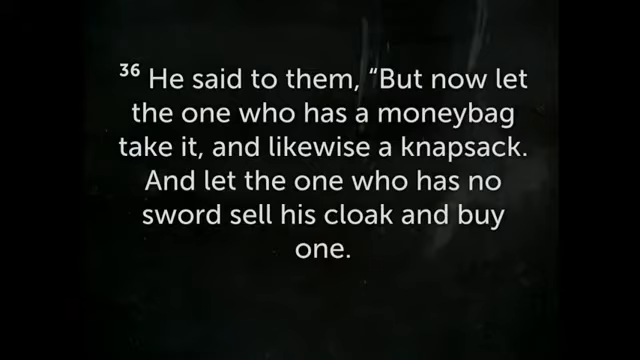 36 He said to them, “But now let
the one who has a moneybag
take it, and likewise a knapsack.
And let the one who has no
sword sell his cloak and buy
one.